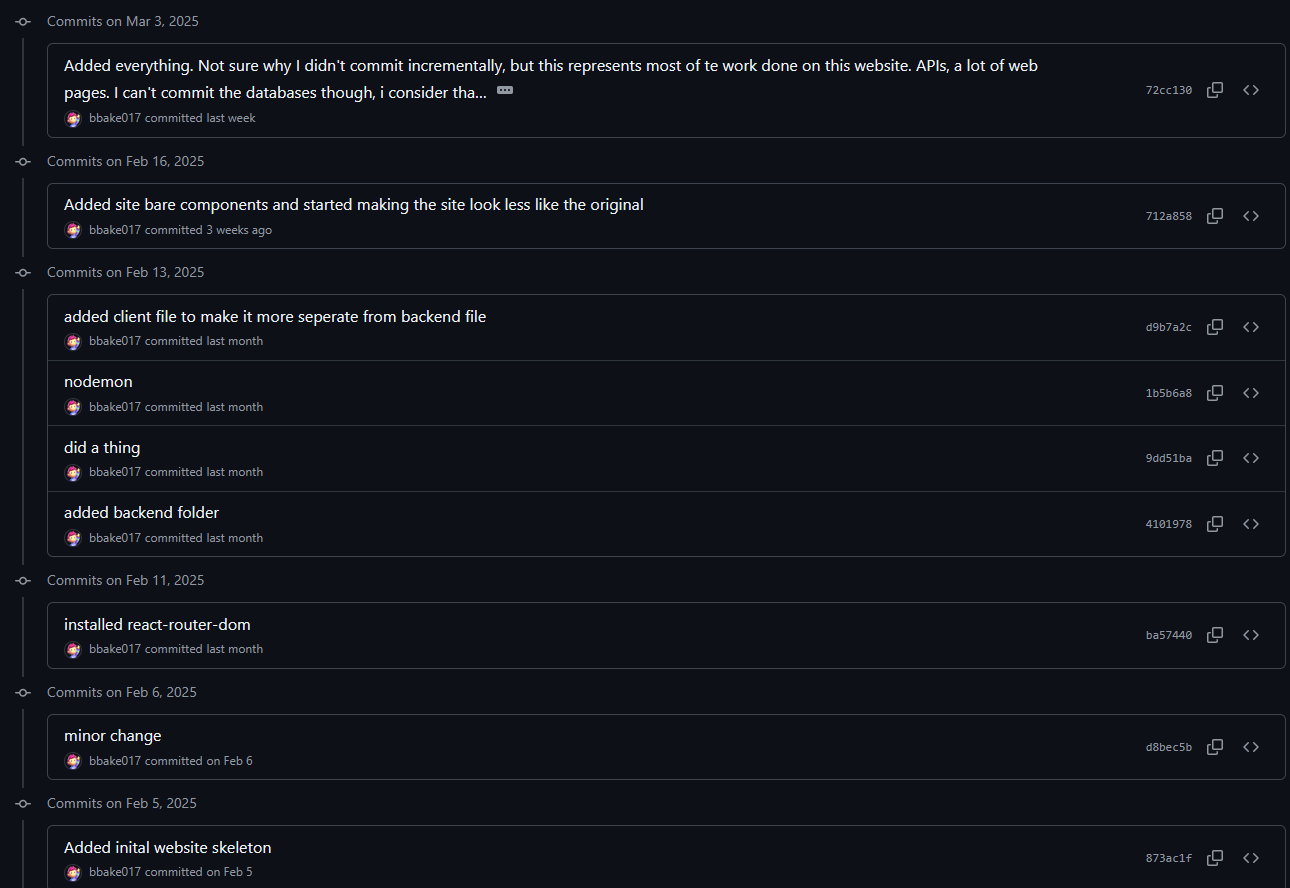 Commits on Mar 3, 2025
Added everything. Not sure why I didn't commit incrementally, but this represents most of te work done on this website. APIs, a lot of web
pages. I can't commit the databases though, i consider tha...
72cc130
bbake017 committed last week
Commits on Feb 16, 2025
Added site bare components and started making the site look less like the original
712a858
bbake017 committed 3 weeks ago
Commits on Feb 13, 2025
added client file to make it more seperate from backend file
d9b7a2c
bbake017 committed last month
nodemon
1b5b6a8
bbake017 committed last month
did a thing
9dd51ba
bbake017 committed last month
added backend folder
4101978
bbake017 committed last month
Commits on Feb 11, 2025
installed react-router-dom
ba57440
bbake017 committed last month
Commits on Feb 6, 2025
minor change
d8bec5b
bbake017 committed on Feb 6
Commits on Feb 5, 2025
Added inital website skeleton
873ac1f
bbake017 committed on Feb 5